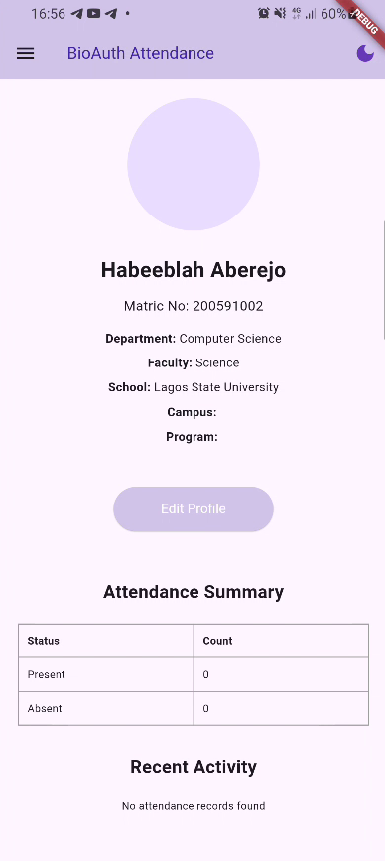 16:56
4G
60%
DEBUG
BioAuth Attendance
Habeeblah Aberejo
Matric No: 200591002
Department: Computer Science
Faculty: Science
School: Lagos State University
Campus:
Program:
Edit Profile
Attendance Summary
Status Count
Present 0
Absent 0
Recent Activity
No attendance records found